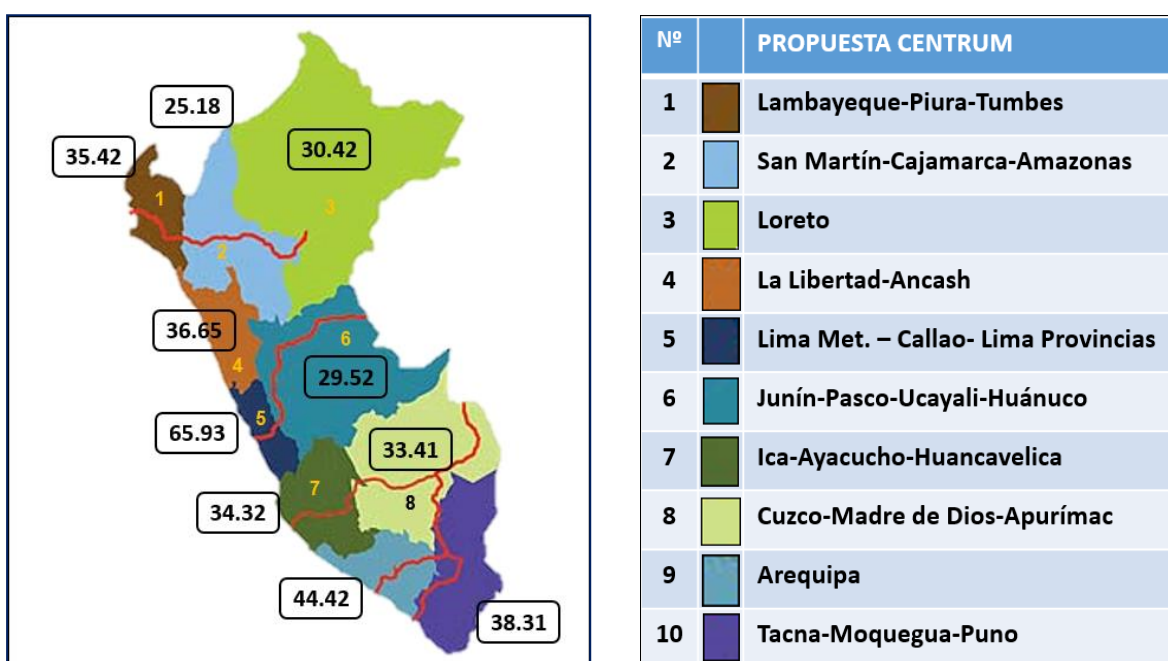 25.18
35.42
30.42
1
3
2
36.65
6
4
29.52
5
65.93
33.41
7
8
34.32
44.42
38.31
Nº PROPUESTA CENTRUM
1 Lambayeque-Piura-Tumbes
2 San Martín-Cajamarca-Amazonas
3 Loreto
4 La Libertad-Ancash
5 Lima Met. – Callao- Lima Provincias
6 Junín-Pasco-Ucayali-Huánuco
7 Ica-Ayacucho-Huancavelica
8 Cuzco-Madre de Dios-Apurímac
9 Arequipa
10 Tacna-Moquegua-Puno